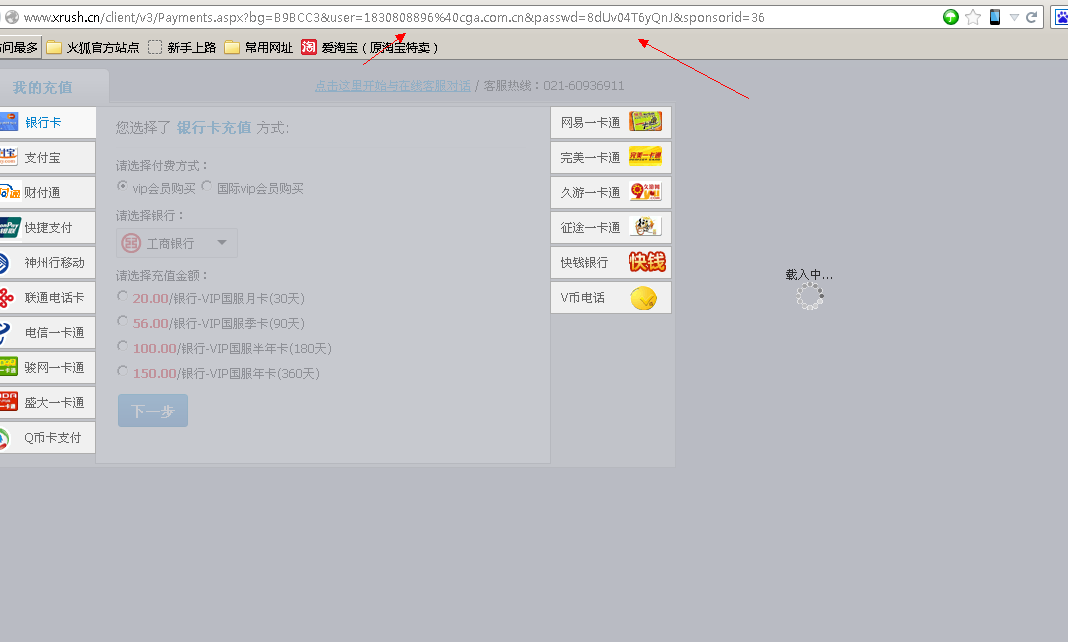 www.xrush.cn/client/v3/Payments.aspx?bg=B9BCC3&user=1830808896%40cga.com.cn&passwd=8dUv04T6yQnJ&sponsorid=36
问最多 火狐官方站点 新手上路 常用网址 淘 爱淘宝（原淘宝特卖）
我的充值
点击这里开始与在线客服对话 / 客服热线：021-60936911
银行卡
支付宝
财付通
快捷支付
神州行移动
联通电话卡
电信一卡通
骏网一卡通
盛大一卡通
Q币卡支付
您选择了 银行卡充值 方式:
请选择付费方式：
vip会员购买 国际vip会员购买
请选择银行：
工商银行
请选择充值金额：
20.00/银行-VIP国服月卡(30天)
56.00/银行-VIP国服季卡(90天)
100.00/银行-VIP国服半年卡(180天)
150.00/银行-VIP国服年卡(360天)
下一步
网易一卡通
完美一卡通 完美一卡通
久游一卡通
征途一卡通
快钱银行 快钱
V币电话
载入中...